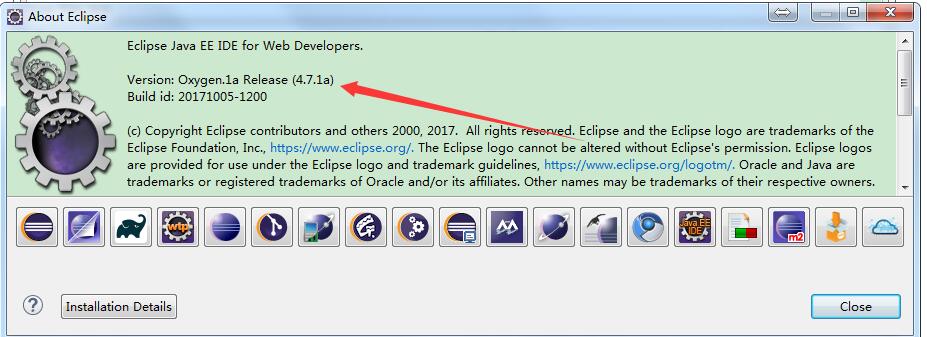 About Eclipse
Eclipse Java EE IDE for Web Developers.
Version: Oxygen.1a Release (4.7.1a)
Build id: 20171005-1200
(c) Copyright Eclipse contributors and others 2000, 2017.  All rights reserved. Eclipse and the Eclipse logo are trademarks of the
Eclipse Foundation, Inc., https://www.eclipse.org/. The Eclipse logo cannot be altered without Eclipse's permission. Eclipse logos
are provided for use under the Eclipse logo and trademark guidelines, https://www.eclipse.org/logotm/. Oracle and Java are
trademarks or registered trademarks of Oracle and/or its affiliates. Other names may be trademarks of their respective owners.
wtp
Java EE
IDE
m2
?
Installation Details
Close